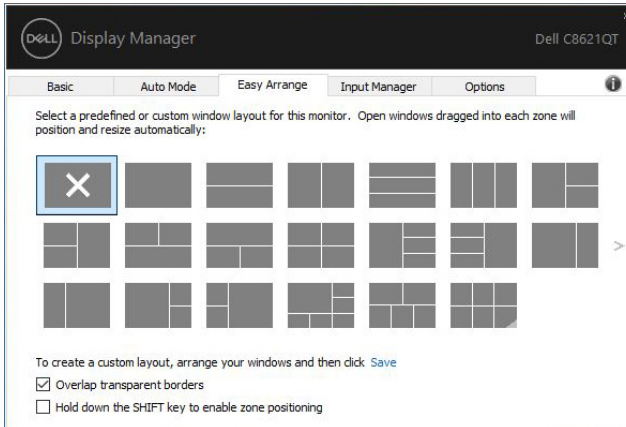 DELL Display Manager
Dell C8621QT
Basic Auto Mode Easy Arrange Input Manager Options
Select a predefined or custom window layout for this monitor. Open windows dragged into each zone will
position and resize automatically:
To create a custom layout, arrange your windows and then click Save
Overlap transparent borders
Hold down the SHIFT key to enable zone positioning